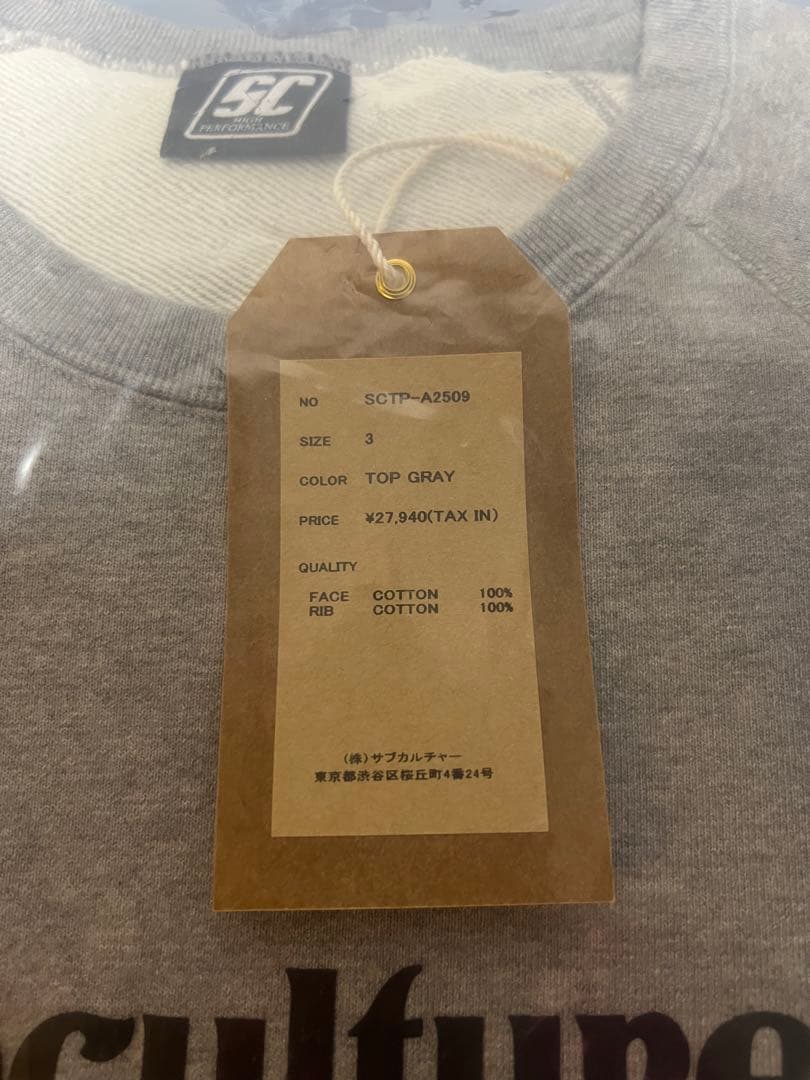 SC
HIGH
PERFORMANCE
NO SCTP-A2509
SIZE 3
COLOR TOP GRAY
PRICE ¥27,940(TAX IN)
QUALITY
FACE COTTON 100%
RIB COTTON 100%
(株)サブカルチャー
東京都渋谷区桜丘町4番24号
culture